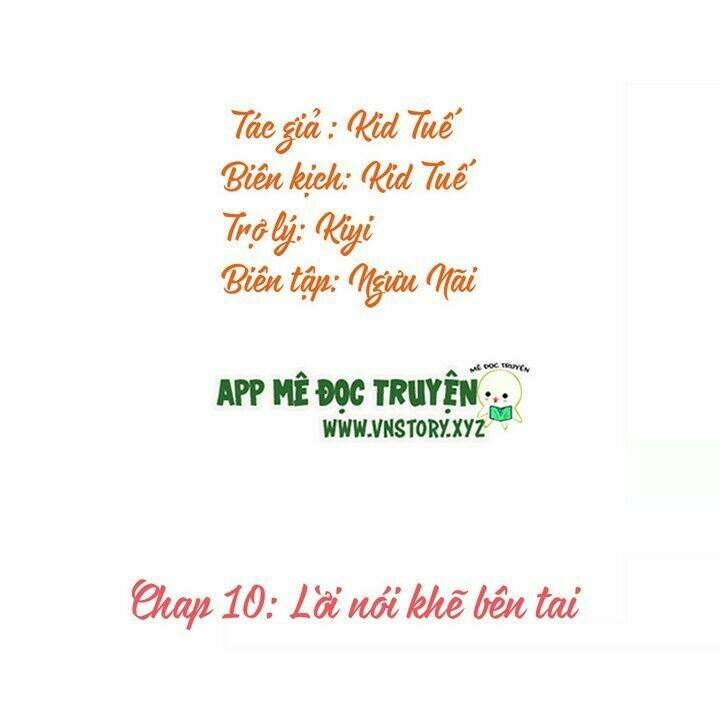 Tác giả : Kid Tuế
Biên kịch: Kid Tuế
Trợ lý: Kiyi
Biên tập: Ngưu Nãi
MÊ ĐỌC TRUYỆN
APP MÊ ĐỌC TRUYỆN
WWW.VNSTORY.XYZ
Chap 10: Lời nói khẽ bên tai